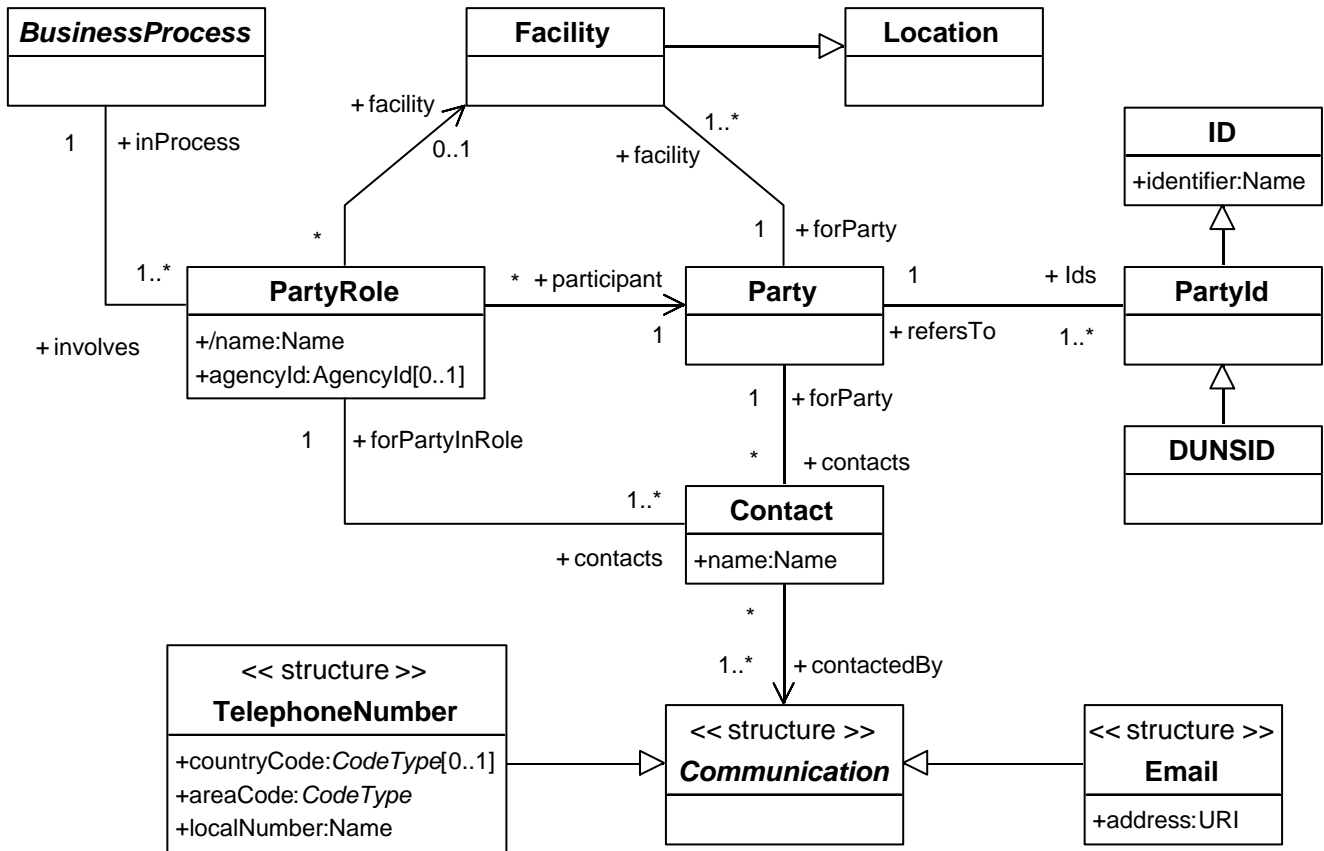 BusinessProcess
Facility
Location
+ facility
0..1
1..*
+ facility
ID
+identifier:Name
1
+ inProcess
*
1
+ forParty
1..*
PartyRole
+/name:Name
+agencyId:AgencyId[0..1]
+ involves
*
+ participant
1
Party
1
+ Ids
+ refersTo
1..*
PartyId
1
+ forPartyInRole
1
+ forParty
*
+ contacts
DUNSID
1..*
+ contacts
Contact
+name:Name
*
1..*
+ contactedBy
<< structure >>
TelephoneNumber
+countryCode:CodeType[0..1]
+areaCode:CodeType
+localNumber:Name
<< structure >>
Communication
<< structure >>
Email
+address:URI